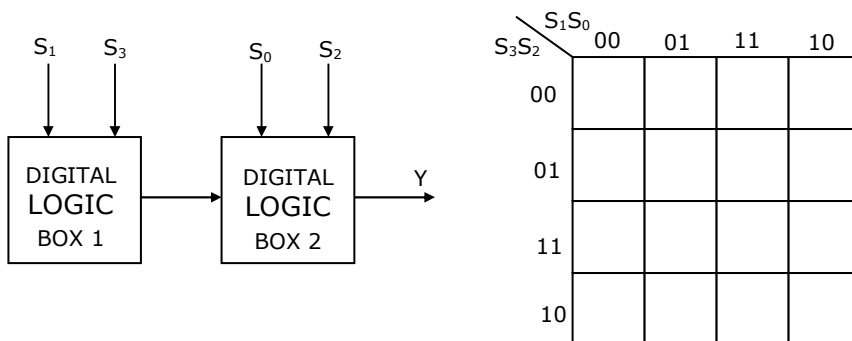 S₁ S₃ S₀ S₂
DIGITAL
LOGIC
BOX 1
DIGITAL
LOGIC
BOX 2
Y
S₁S₀
S₃S₂
00 01 11 10
00
01
11
10